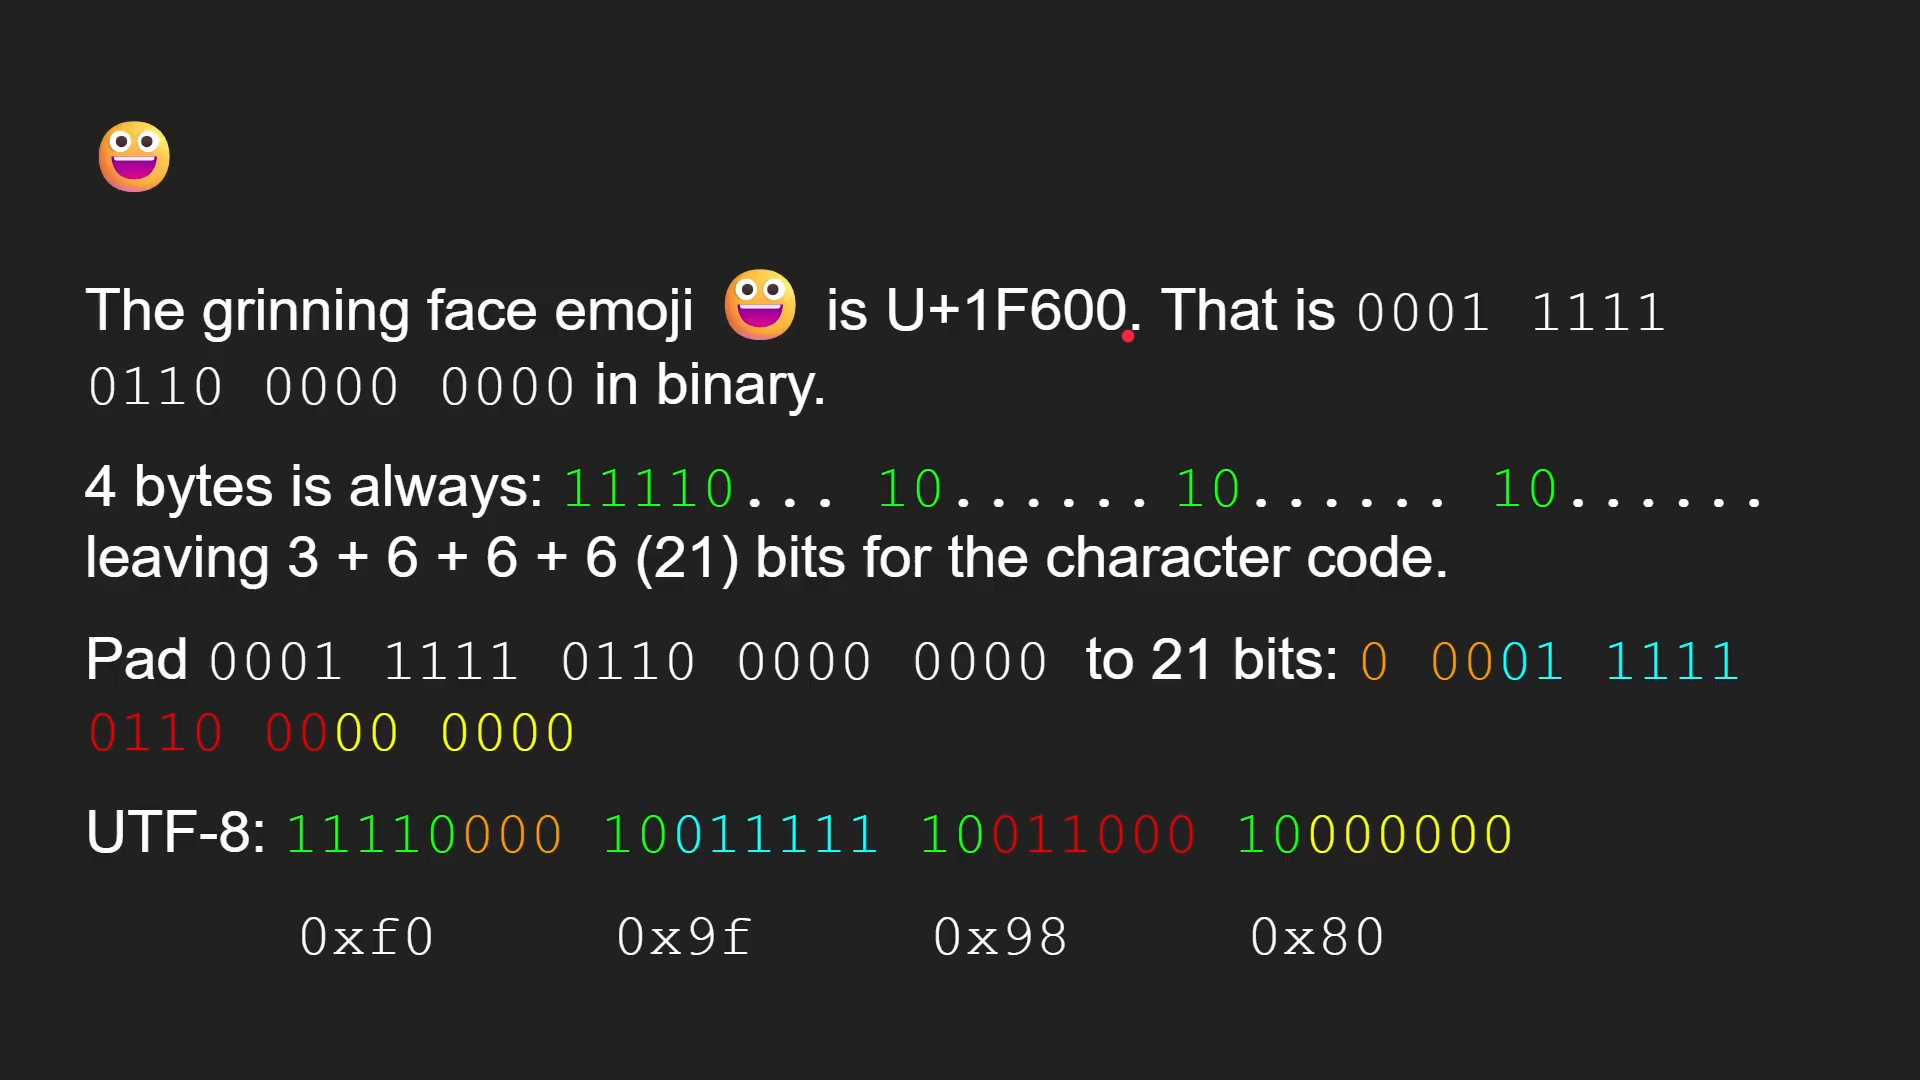 😀
The grinning face emoji 😀 is U+1F600. That is 0001 1111
0110 0000 0000 in binary.
4 bytes is always: 11110... 10...... 10...... 10......
leaving 3 + 6 + 6 + 6 (21) bits for the character code.
Pad 0001 1111 0110 0000 0000 to 21 bits: 0 0001 1111
0110 0000 0000
UTF-8: 11110000 10011111 10011000 10000000
0xf0 0x9f 0x98 0x80